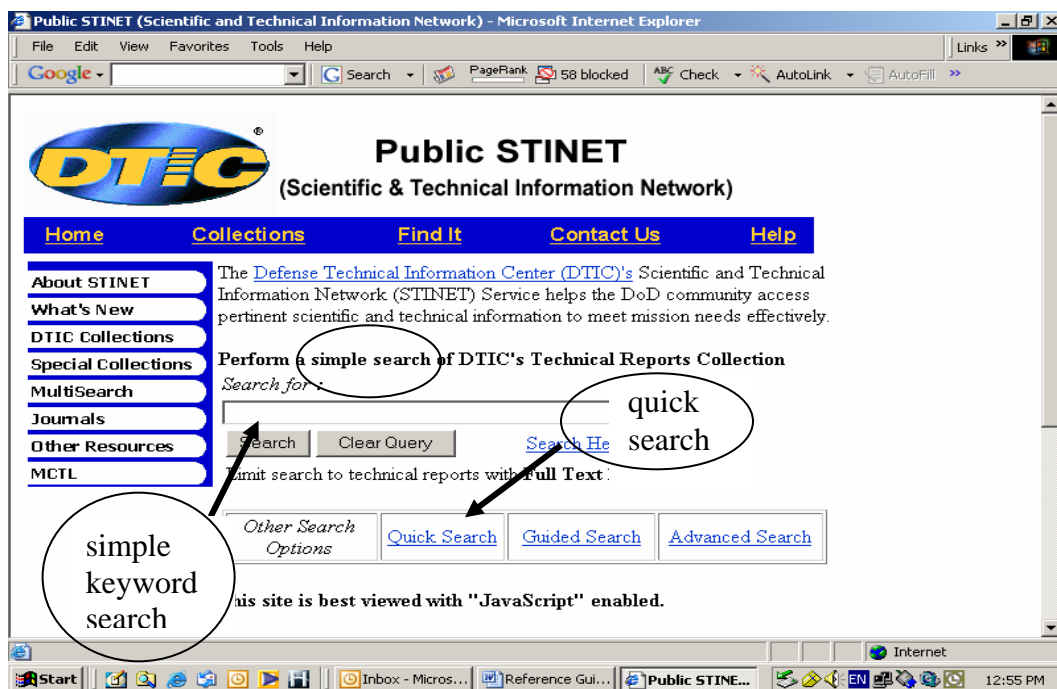 Public STINET (Scientific and Technical Information Network) - Microsoft Internet Explorer
File Edit View Favorites Tools Help Links »
Google Search PageRank 58 blocked ABC Check AutoLink AutoFill »
DTIC ®
Public STINET
(Scientific & Technical Information Network)
Home Collections Find It Contact Us Help
About STINET
What's New
DTIC Collections
Special Collections
MultiSearch
Journals
Other Resources
MCTL
The Defense Technical Information Center (DTIC)'s Scientific and Technical
Information Network (STINET) Service helps the DoD community access
pertinent scientific and technical information to meet mission needs effectively.
Perform a simple search of DTIC's Technical Reports Collection
Search for :
quick
search
Search Clear Query Search He
Limit search to technical reports with Full Text
Other Search
Options
Quick Search Guided Search Advanced Search
simple
keyword
search
his site is best viewed with "JavaScript" enabled.
Internet
Start Inbox - Micros... Reference Gui... Public STINE... EN 12:55 PM